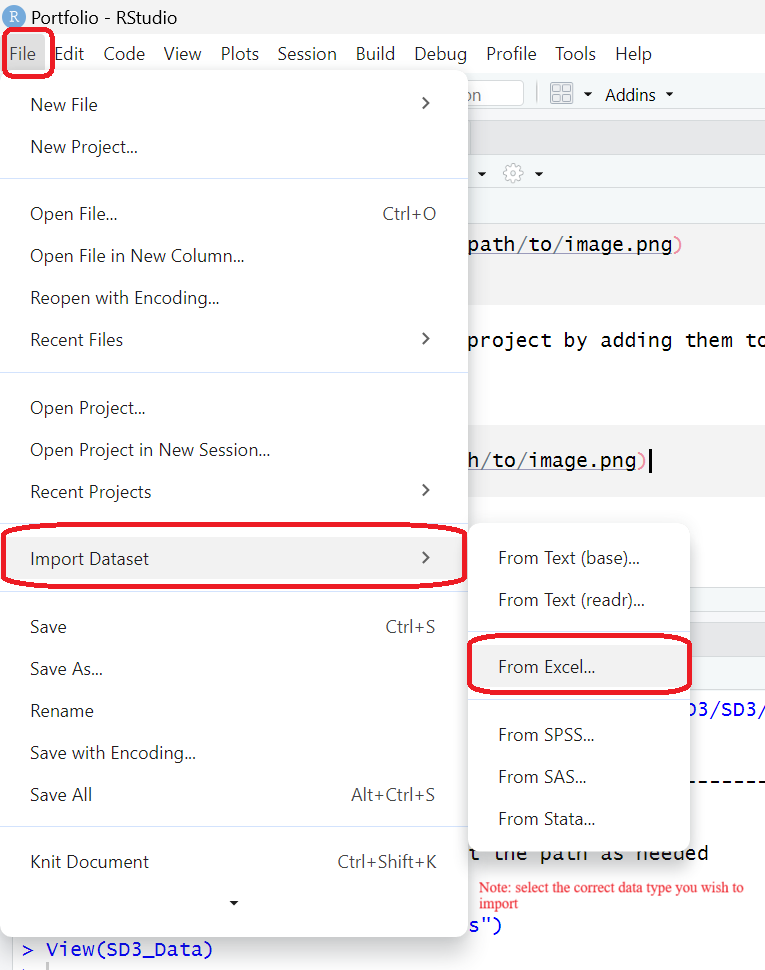 R Portfolio - RStudio
File Edit Code View Plots Session Build Debug Profile Tools Help
on Addins
New File
New Project...
Open File... Ctrl+O
Open File in New Column...
Reopen with Encoding...
Recent Files
Open Project...
Open Project in New Session...
Recent Projects
Import Dataset
Save Ctrl+S
Save As...
Rename
Save with Encoding...
Save All Alt+Ctrl+S
Knit Document Ctrl+Shift+K
From Text (base)...
From Text (readr)...
From Excel...
From SPSS...
From SAS...
From Stata...
path/to/image.png)
project by adding them to
h/to/image.png)
D3/SD3/
-------
t the path as needed
Note: select the correct data type you wish to
import
s")
> View(SD3_Data)